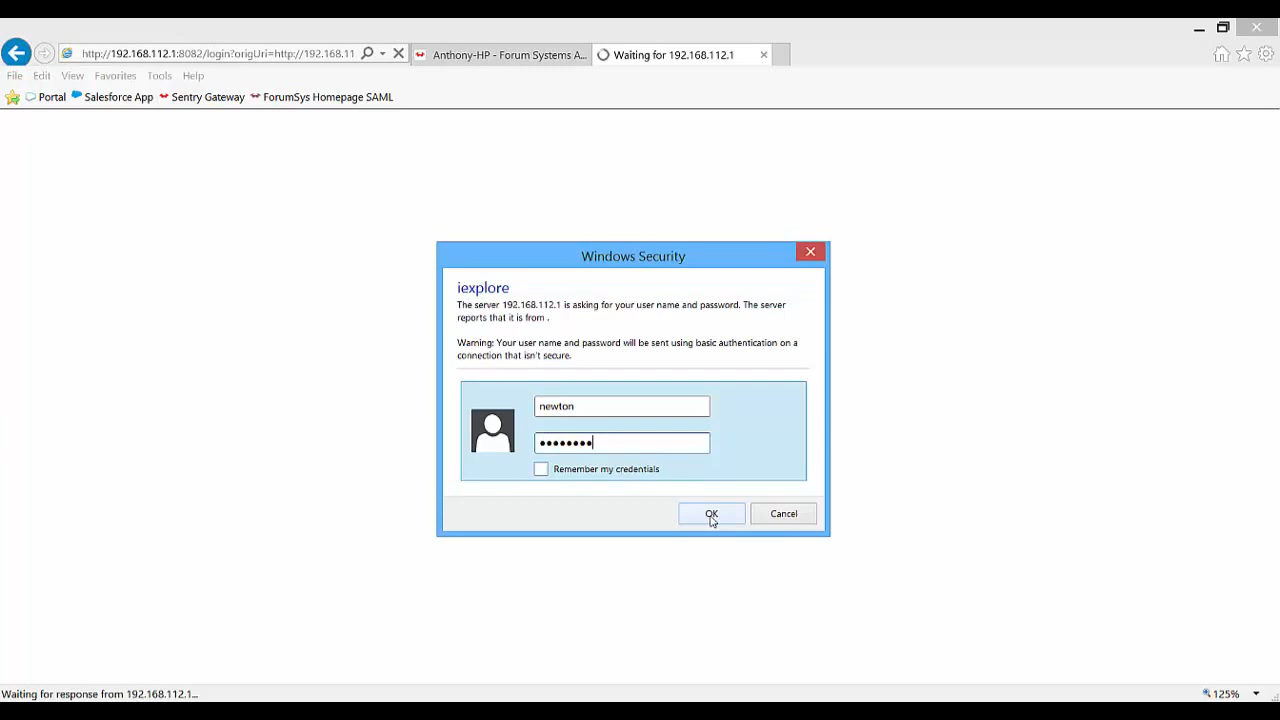 http://192.168.112.1:8082/login?origUri=http://192.168.11
Anthony-HP - Forum Systems A...
Waiting for 192.168.112.1
File Edit View Favorites Tools Help
Portal Salesforce App Sentry Gateway ForumSys Homepage SAML
Windows Security
iexplore
The server 192.168.112.1 is asking for your user name and password. The server
reports that it is from .
Warning: Your user name and password will be sent using basic authentication on a
connection that isn't secure.
newton
●●●●●●●●
Remember my credentials
OK Cancel
Waiting for response from 192.168.112.1...
125%